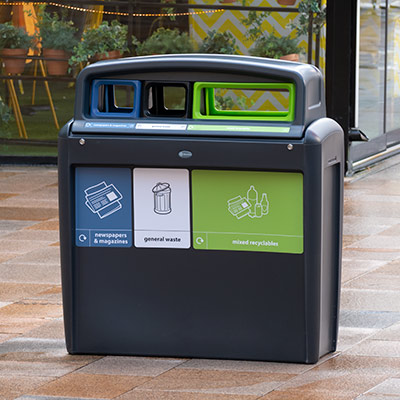 newspapers
& magazines
general waste
mixed recyclables